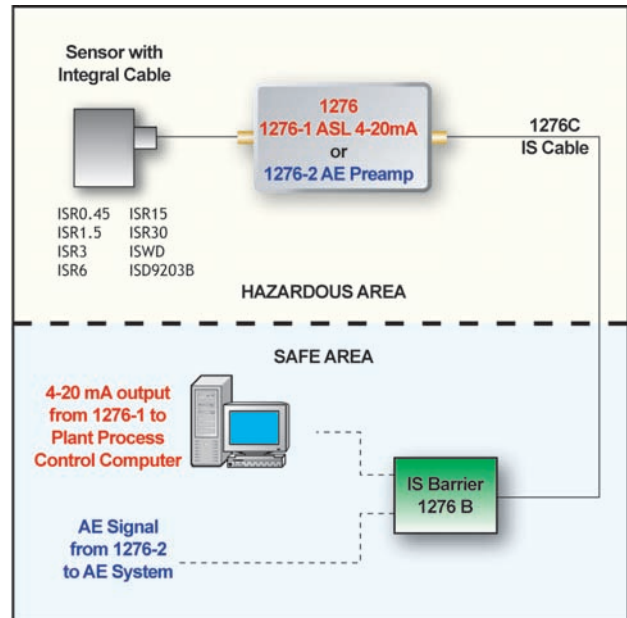 Sensor with
Integral Cable
1276
1276-1 ASL 4-20mA
or
1276-2 AE Preamp
1276C
IS Cable
ISR0.45 ISR15
ISR1.5 ISR30
ISR3 ISWD
ISR6 ISD9203B
HAZARDOUS AREA
SAFE AREA
4-20 mA output
from 1276-1 to
Plant Process
Control Computer
IS Barrier
1276 B
AE Signal
from 1276-2
to AE System